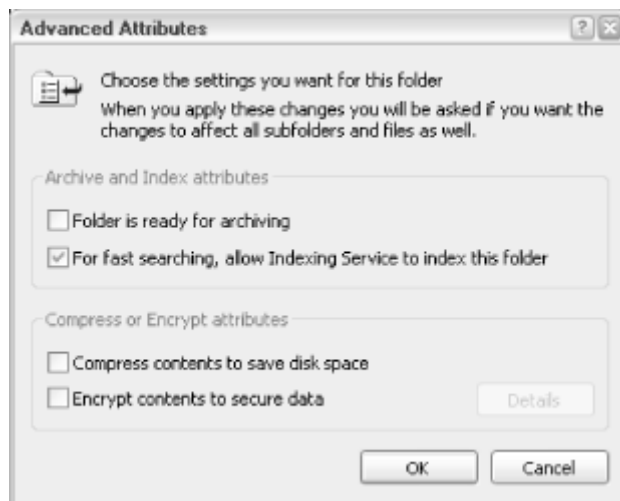 Advanced Attributes
?
Choose the settings you want for this folder
When you apply these changes you will be asked if you want the
changes to affect all subfolders and files as well.
Archive and Index attributes
Folder is ready for archiving
For fast searching, allow Indexing Service to index this folder
Compress or Encrypt attributes
Compress contents to save disk space
Encrypt contents to secure data
Details
OK
Cancel